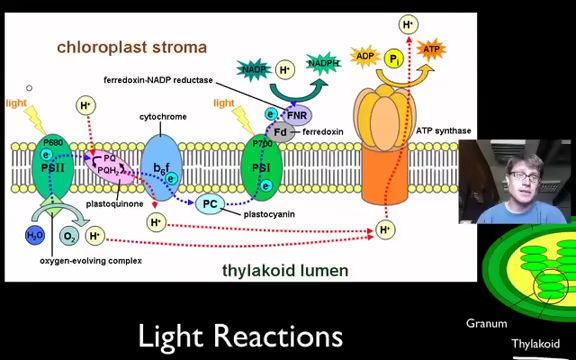 chloroplast stroma
H⁺
NADP
H⁺
NADPH
ADP
Pi
ATP
ferredoxin-NADP reductase
light
H⁺
cytochrome
light
e⁻
FNR
Fd
ferredoxin
ATP synthase
P680
e⁻
PSII
PQ
PQH₂
b₆f
e⁻
P700
PSI
e⁻
plastoquinone
PC
plastocyanin
H₂O
O₂
H⁺
H⁺
H⁺
oxygen-evolving complex
thylakoid lumen
Granum
Light Reactions
Thylakoid